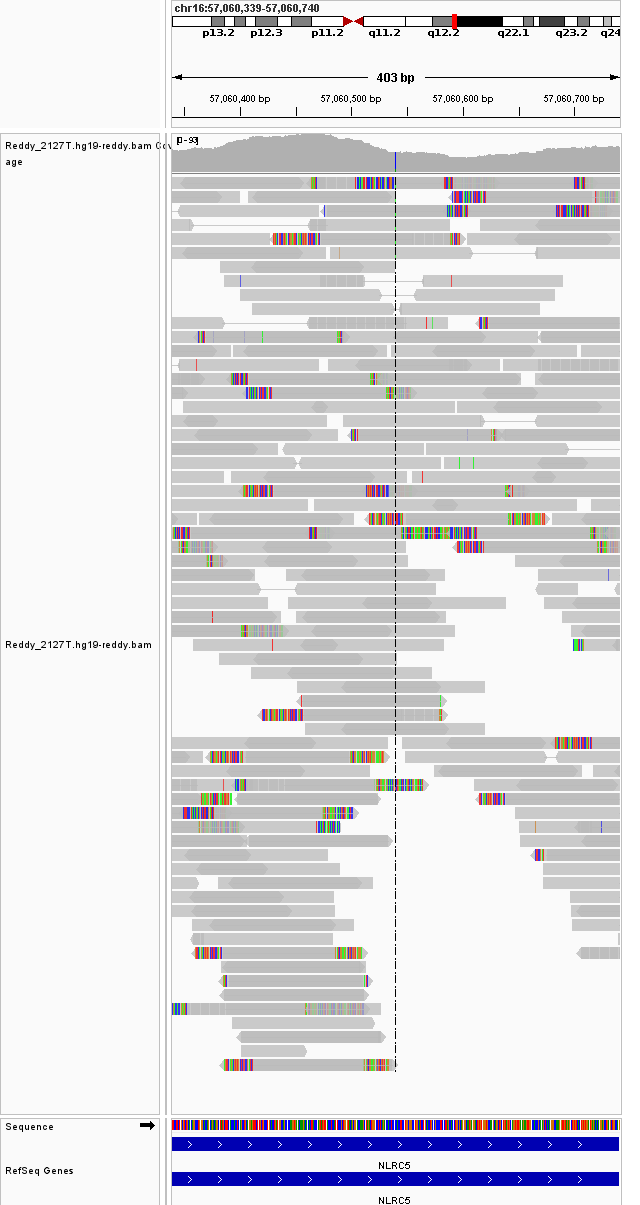 chr16:57,060,339-57,060,740
p13.2 p12.3 p11.2 q11.2 q12.2 q22.1 q23.2 q24
403 bp
57,060,400 bp 57,060,500 bp 57,060,600 bp 57,060,700 bp
[0-93]
Reddy_2127T.hg19-reddy.bam Cov
age
Reddy_2127T.hg19-reddy.bam
Sequence
NLRC5
RefSeq Genes
NLRC5